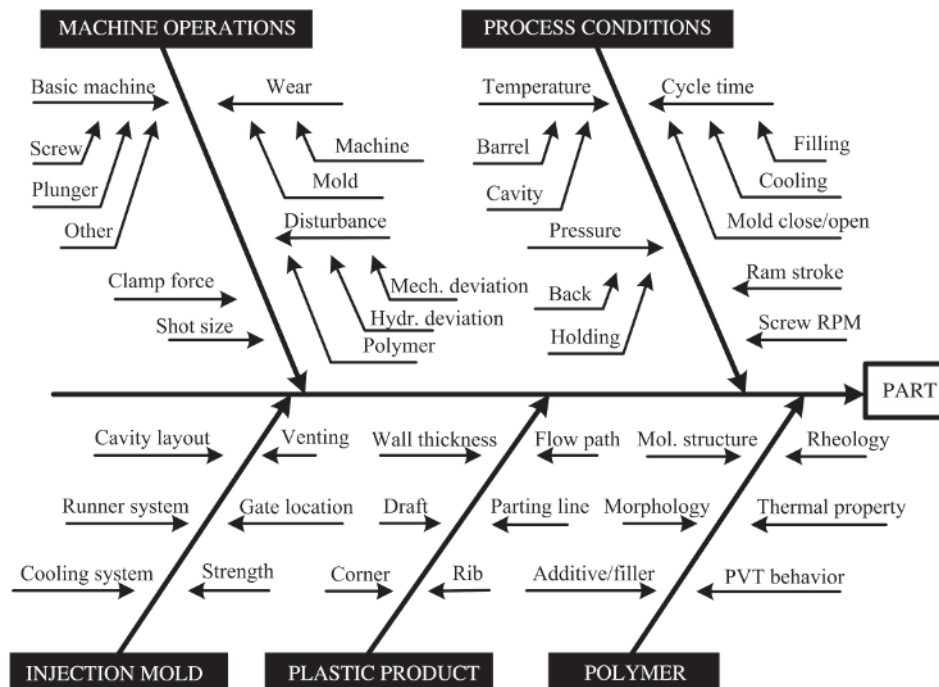 MACHINE OPERATIONS
PROCESS CONDITIONS
Basic machine
Wear
Temperature
Cycle time
Screw
Machine
Barrel
Filling
Plunger
Mold
Cavity
Cooling
Other
Disturbance
Pressure
Mold close/open
Clamp force
Mech. deviation
Back
Ram stroke
Shot size
Hydr. deviation
Holding
Screw RPM
Polymer
PART
Cavity layout
Venting
Wall thickness
Flow path
Mol. structure
Rheology
Runner system
Gate location
Draft
Parting line
Morphology
Thermal property
Cooling system
Strength
Corner
Rib
Additive/filler
PVT behavior
INJECTION MOLD
PLASTIC PRODUCT
POLYMER